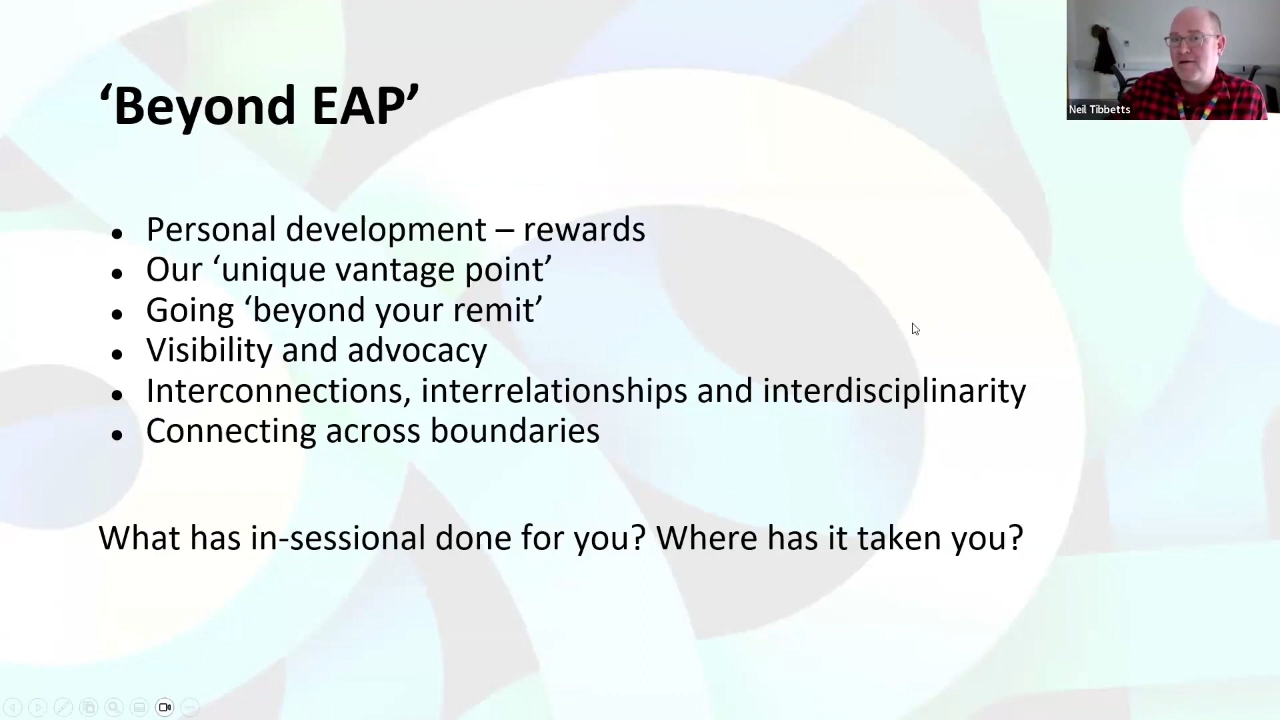 ‘Beyond EAP’
Neil Tibbetts
• Personal development – rewards
• Our ‘unique vantage point’
• Going ‘beyond your remit’
• Visibility and advocacy
• Interconnections, interrelationships and interdisciplinarity
• Connecting across boundaries
What has in-sessional done for you? Where has it taken you?